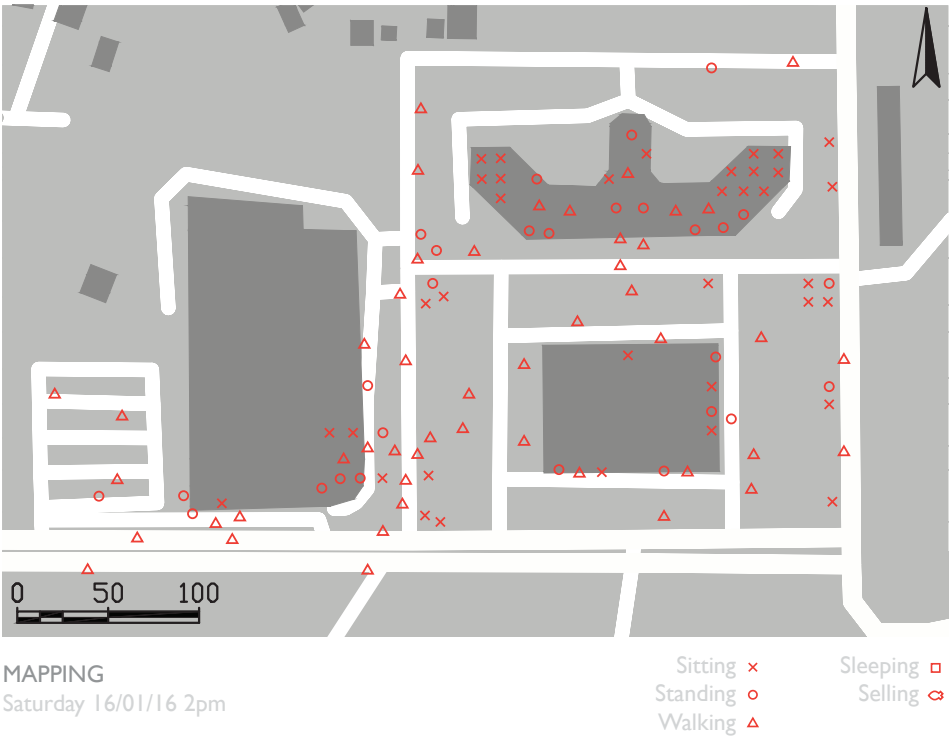 0 50 100
MAPPING
Saturday 16/01/16 2pm
Sitting
Standing
Walking
Sleeping
Selling